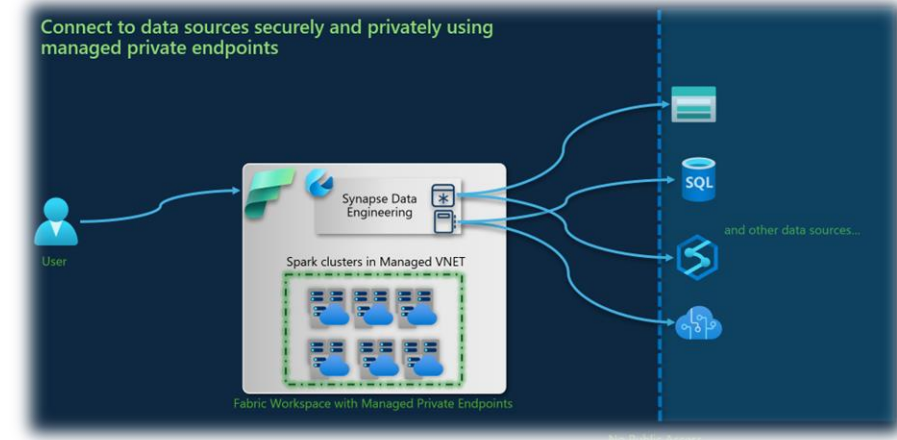 Connect to data sources securely and privately using
managed private endpoints
SQL
Synapse Data
Engineering
and other data sources...
User
Spark clusters in Managed VNET
Fabric Workspace with Managed Private Endpoints